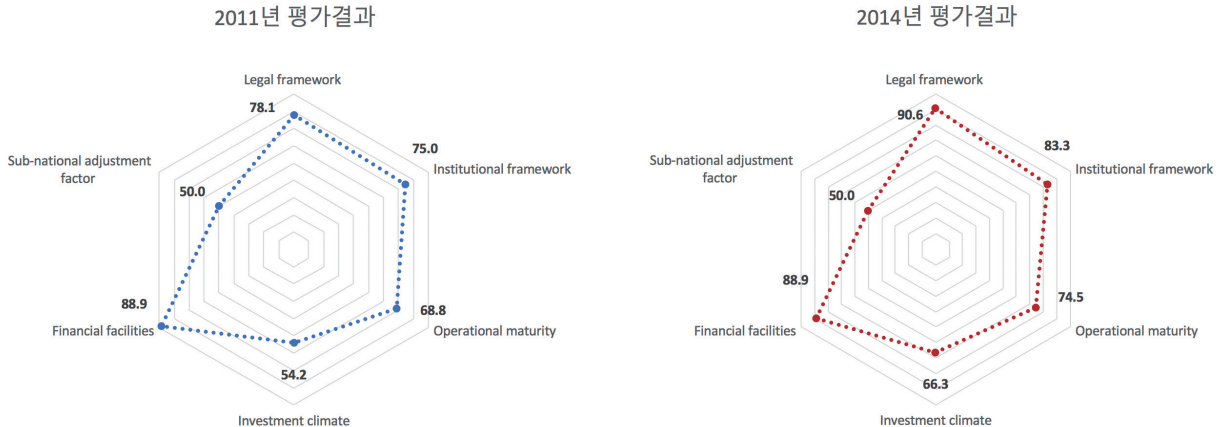 2011년 평가결과
Legal framework
78.1
75.0
Institutional framework
Sub-national adjustment
factor
50.0
88.9
Financial facilities
68.8
Operational maturity
54.2
Investment climate
2014년 평가결과
Legal framework
90.6
83.3
Institutional framework
Sub-national adjustment
factor
50.0
88.9
Financial facilities
74.5
Operational maturity
66.3
Investment climate